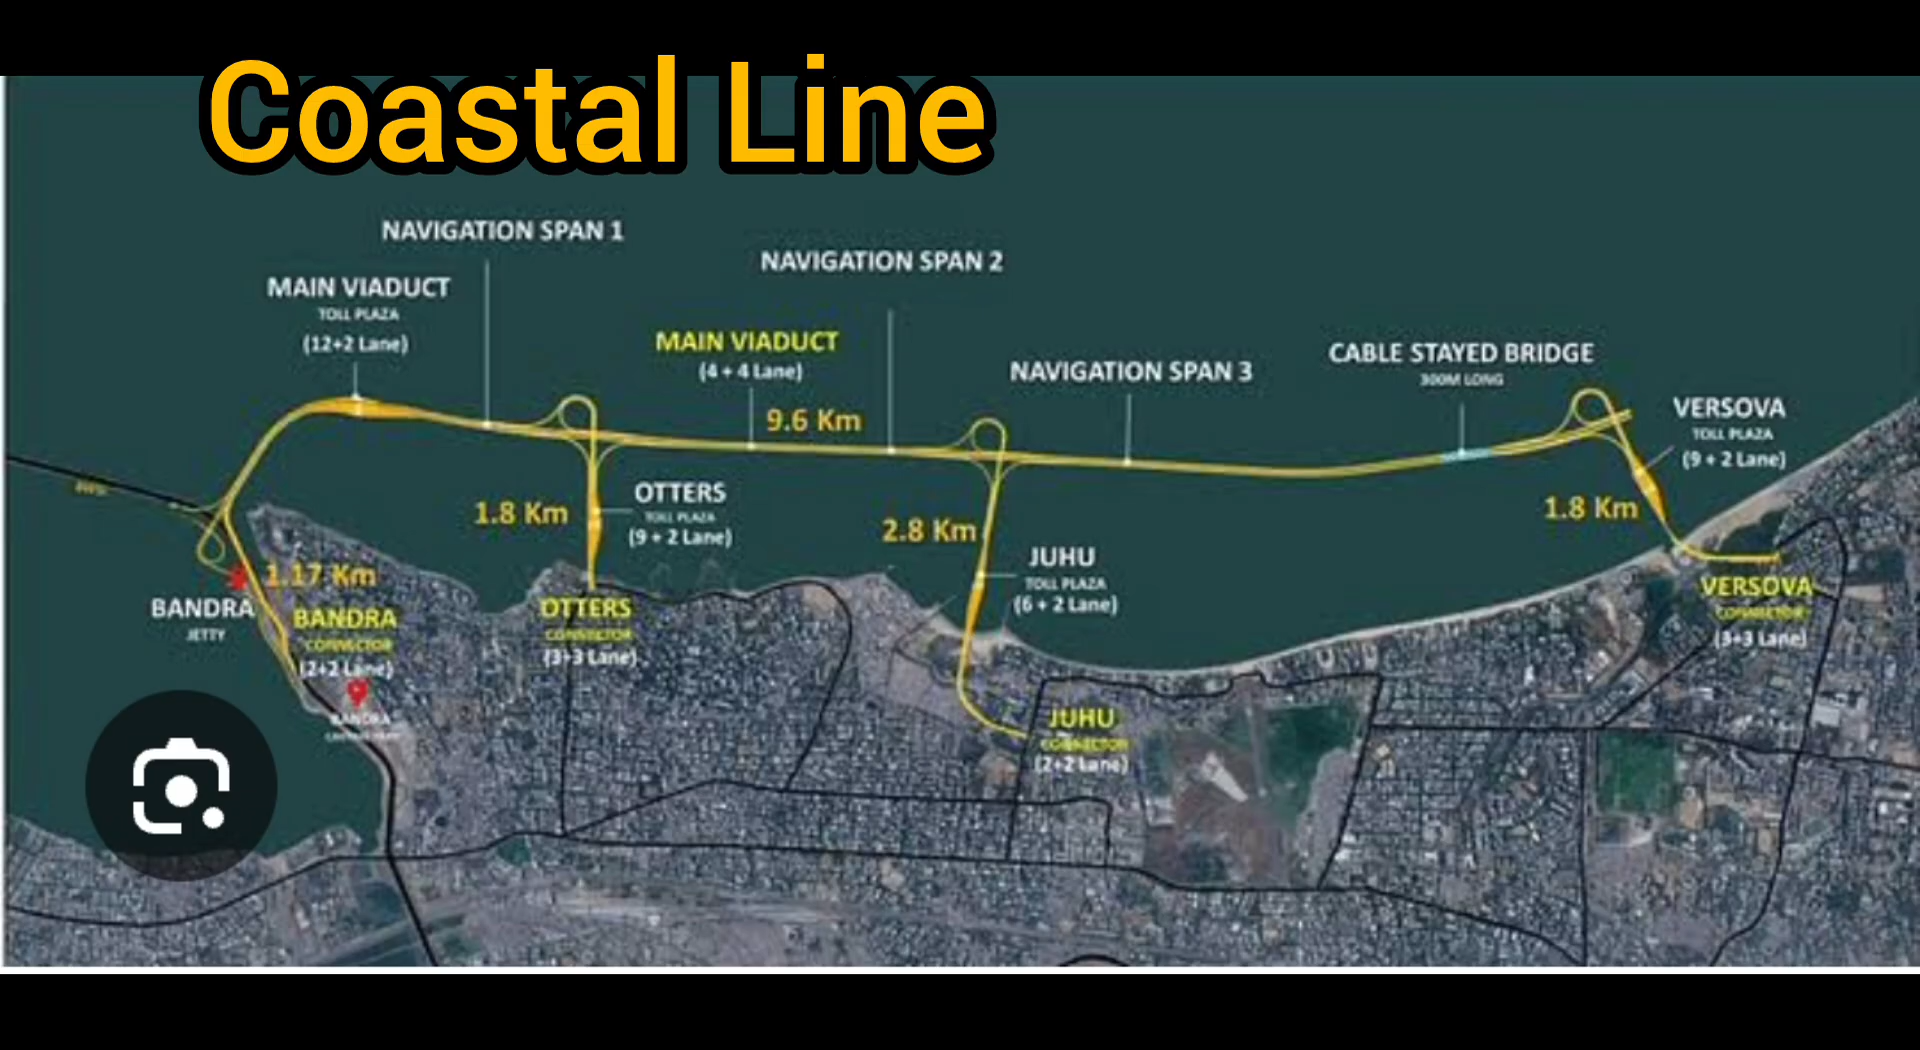 Coastal Line
NAVIGATION SPAN 1
NAVIGATION SPAN 2
MAIN VIADUCT
TOLL PLAZA
(12+2 Lane)
MAIN VIADUCT
(4 + 4 Lane)
NAVIGATION SPAN 3
CABLE STAYED BRIDGE
300M LONG
VERSOVA
TOLL PLAZA
(9 + 2 Lane)
9.6 Km
1.8 Km
OTTERS
TOLL PLAZA
(9 + 2 Lane)
2.8 Km
JUHU
TOLL PLAZA
(6 + 2 Lane)
1.8 Km
1.17 Km
BANDRA
JETTY
BANDRA
CONNECTOR
(2+2 Lane)
OTTERS
CONNECTOR
(3+3 Lane)
VERSOVA
CONNECTOR
(3+3 Lane)
BANDRA
JUHU
CONNECTOR
(2+2 Lane)